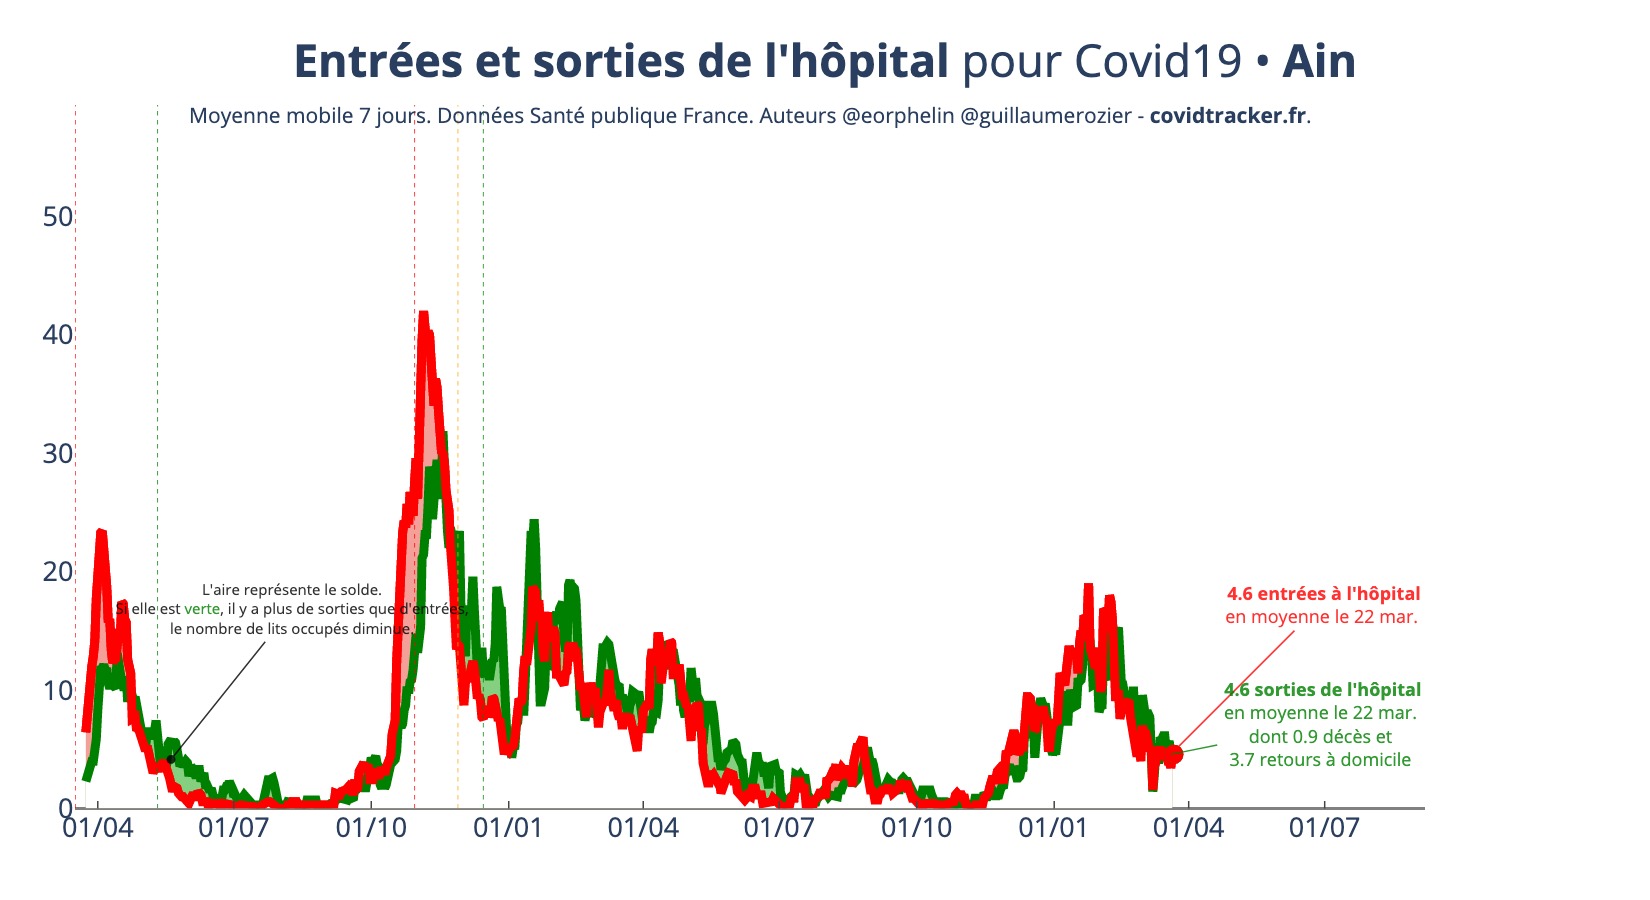 Entrées et sorties de l'hôpital pour Covid19 • Ain
Moyenne mobile 7 jours. Données Santé publique France. Auteurs @eorphelin @guillaumerozier - covidtracker.fr.
50
40
30
20
10
0
L'aire représente le solde.
Si elle est verte, il y a plus de sorties que d'entrées,
le nombre de lits occupés diminue.
4.6 entrées à l'hôpital
en moyenne le 22 mar.
4.6 sorties de l'hôpital
en moyenne le 22 mar.
dont 0.9 décès et
3.7 retours à domicile
01/04 01/07 01/10 01/01 01/04 01/07 01/10 01/01 01/04 01/07